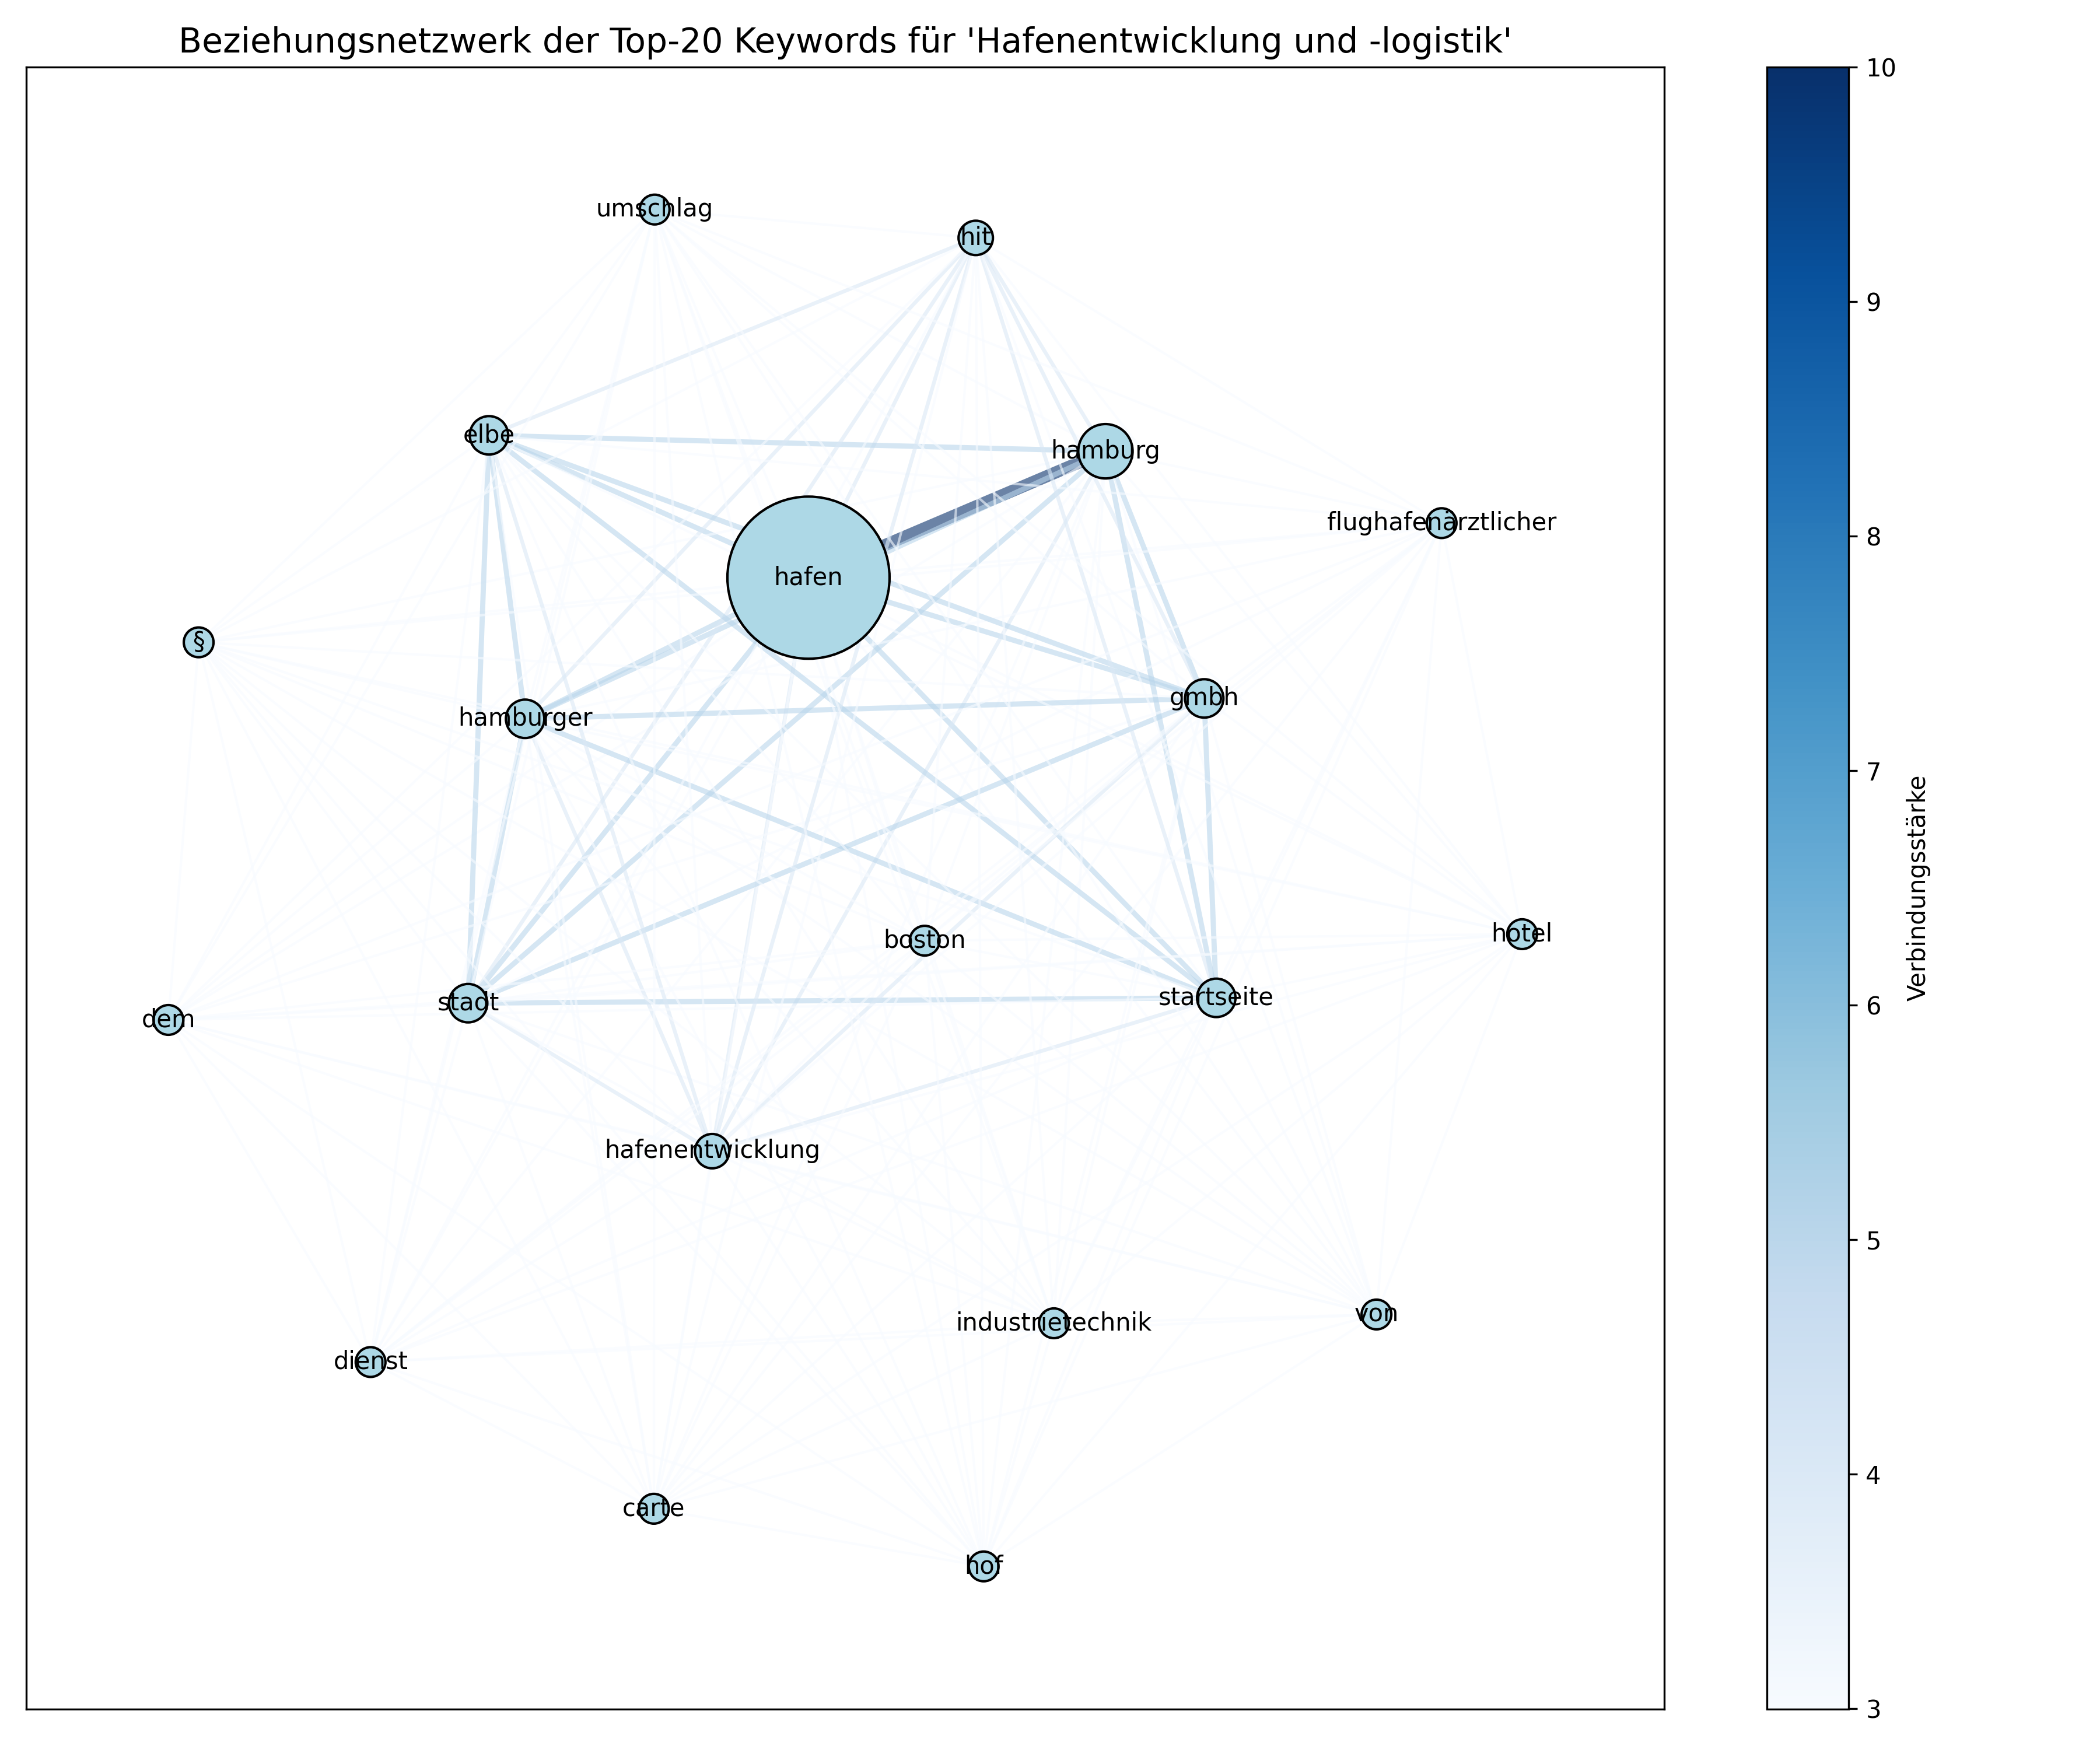 Beziehungsnetzwerk der Top-20 Keywords für 'Hafenentwicklung und -logistik'
umschlag
hit
elbe
hamburg
flughafenärztlicher
hafen
§
hamburger
gmbh
boston
hotel
stadt
startseite
dem
hafenentwicklung
industrietechnik
von
dienst
carte
hof
10
9
8
7
6
5
4
3
Verbindungsstärke